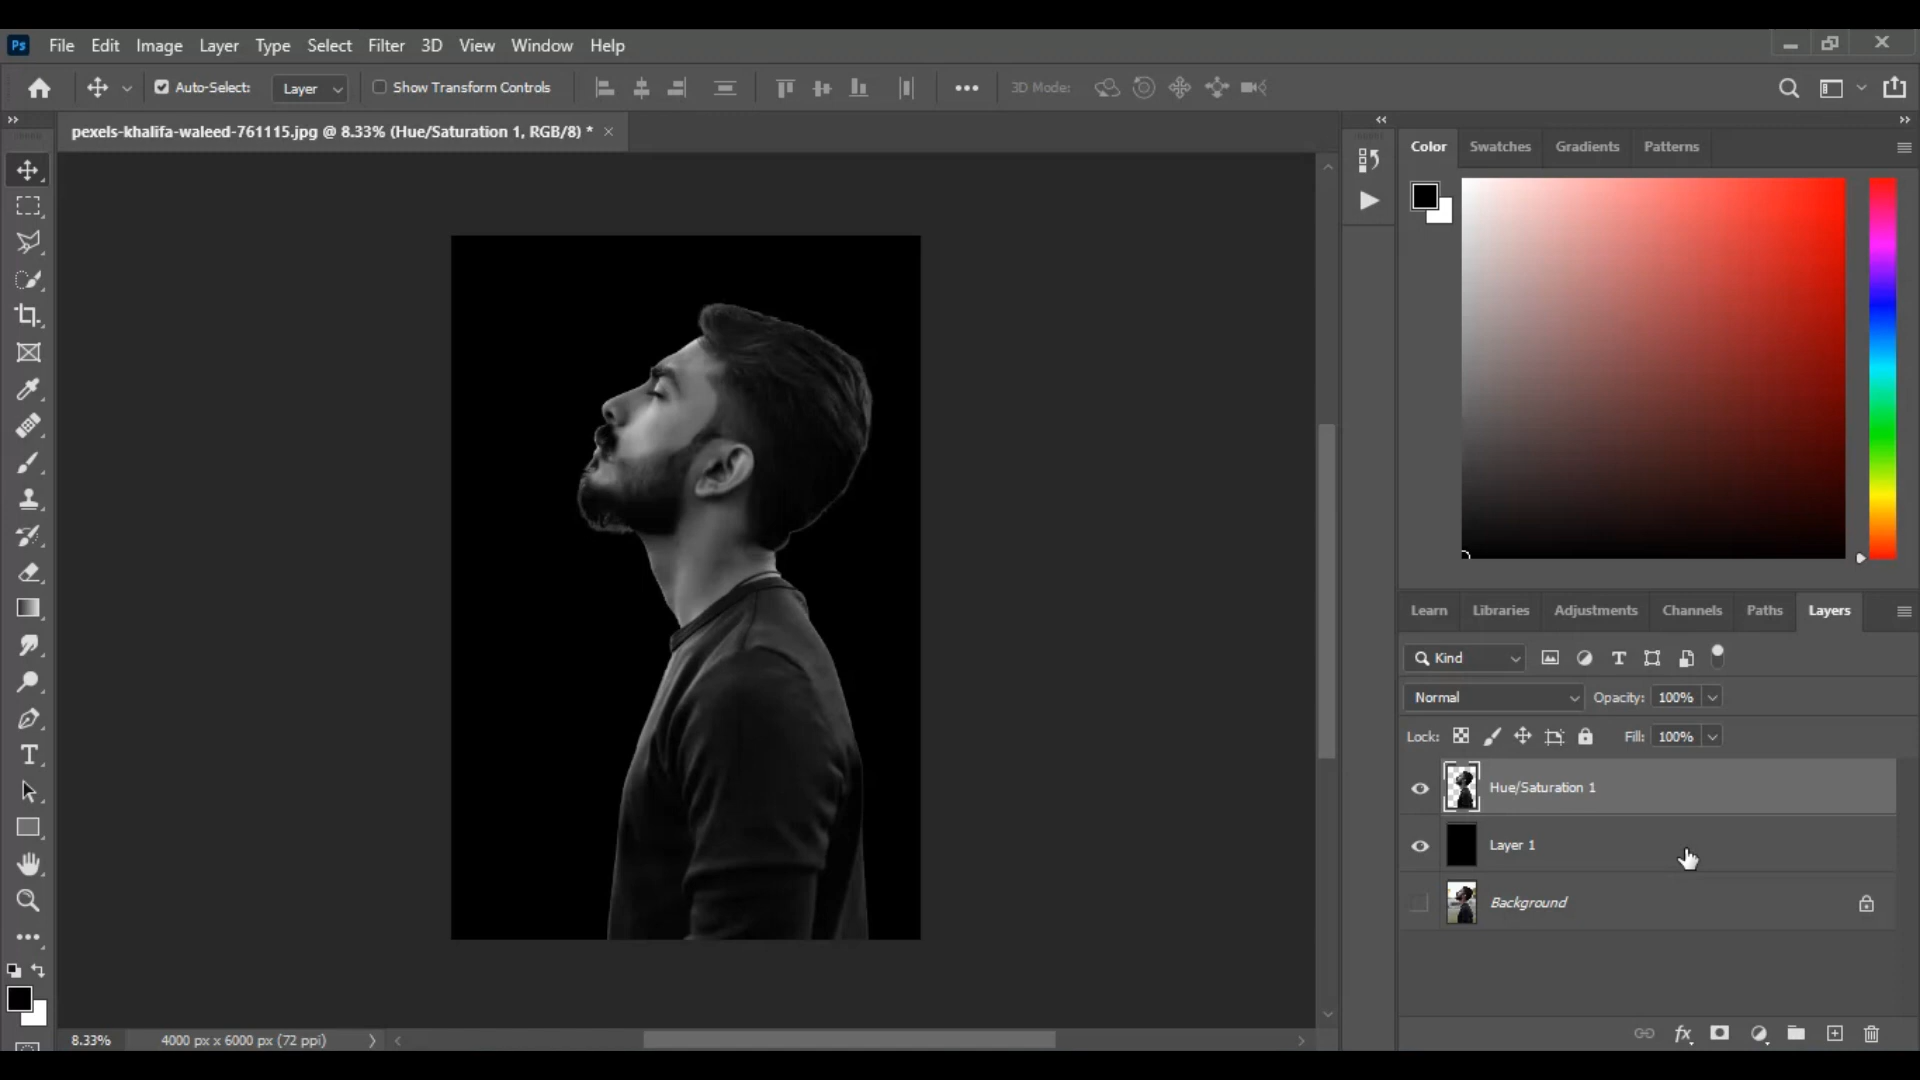 Ps File Edit Image Layer Type Select Filter 3D View Window Help
Auto-Select: Layer Show Transform Controls 3D Mode:
pexels-khalifa-waleed-761115.jpg @ 8.33% (Hue/Saturation 1, RGB/8) *
Color Swatches Gradients Patterns
Learn Libraries Adjustments Channels Paths Layers
Kind
Normal Opacity: 100%
Lock: Fill: 100%
Hue/Saturation 1
Layer 1
Background
8.33% 4000 px x 6000 px (72 ppi)